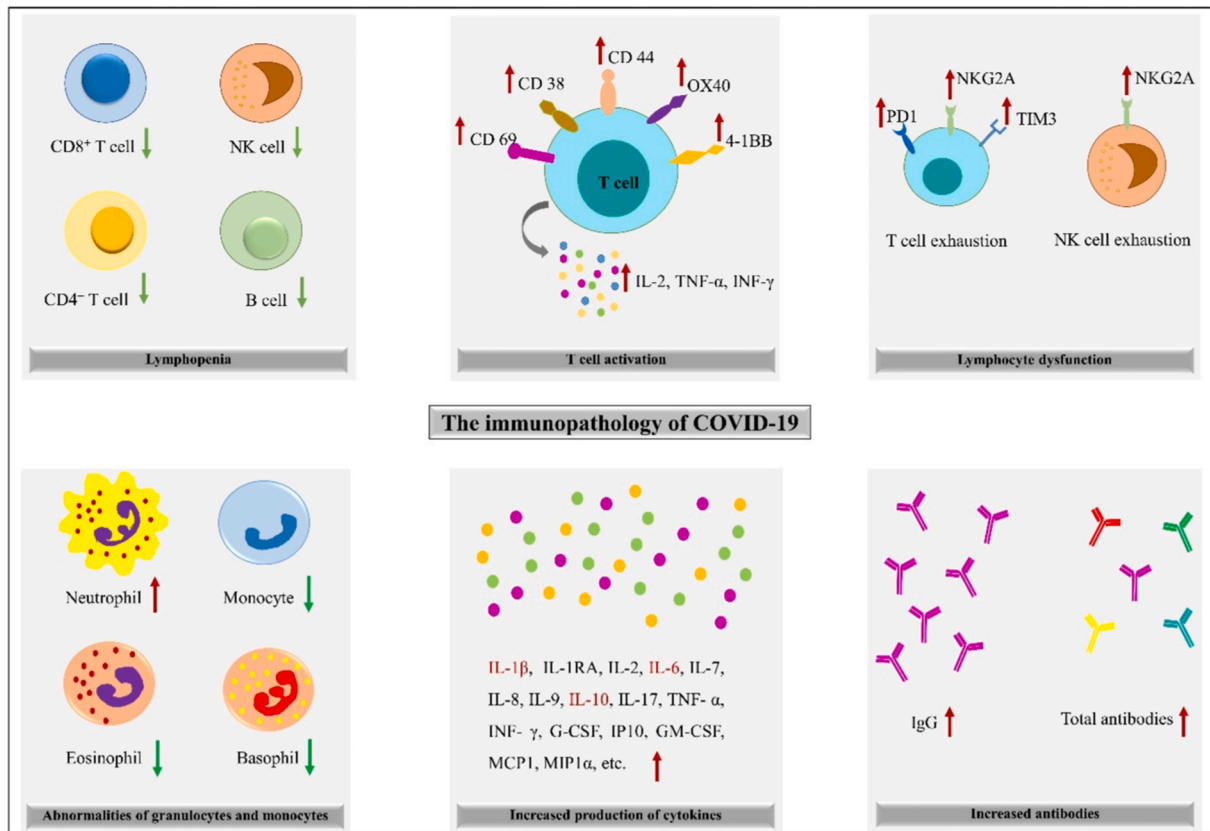 CD8⁺ T cell
NK cell
CD4⁻ T cell
B cell
Lymphopenia
CD 69
CD 38
CD 44
OX40
4-1BB
T cell
IL-2, TNF-α, INF-γ
T cell activation
PD1
NKG2A
TIM3
NKG2A
T cell exhaustion
NK cell exhaustion
Lymphocyte dysfunction
The immunopathology of COVID-19
Neutrophil
Monocyte
Eosinophil
Basophil
Abnormalities of granulocytes and monocytes
IL-1β, IL-1RA, IL-2, IL-6, IL-7,
IL-8, IL-9, IL-10, IL-17, TNF- α,
INF- γ, G-CSF, IP10, GM-CSF,
MCP1, MIP1α, etc.
Increased production of cytokines
IgG
Total antibodies
Increased antibodies